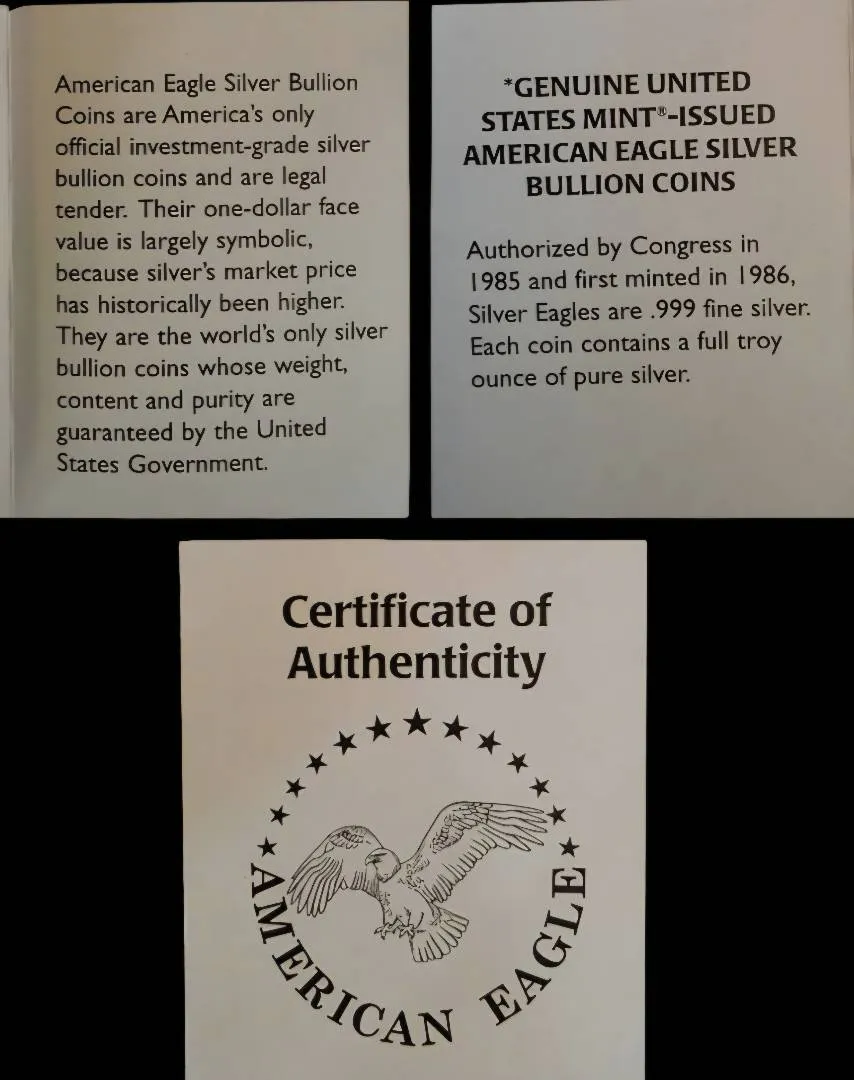 American Eagle Silver Bullion
Coins are America's only
official investment-grade silver
bullion coins and are legal
tender. Their one-dollar face
value is largely symbolic,
because silver's market price
has historically been higher.
They are the world's only silver
bullion coins whose weight,
content and purity are
guaranteed by the United
States Government.
*GENUINE UNITED
STATES MINT®-ISSUED
AMERICAN EAGLE SILVER
BULLION COINS
Authorized by Congress in
1985 and first minted in 1986,
Silver Eagles are .999 fine silver.
Each coin contains a full troy
ounce of pure silver.
Certificate of
Authenticity
AMERICAN EAGLE